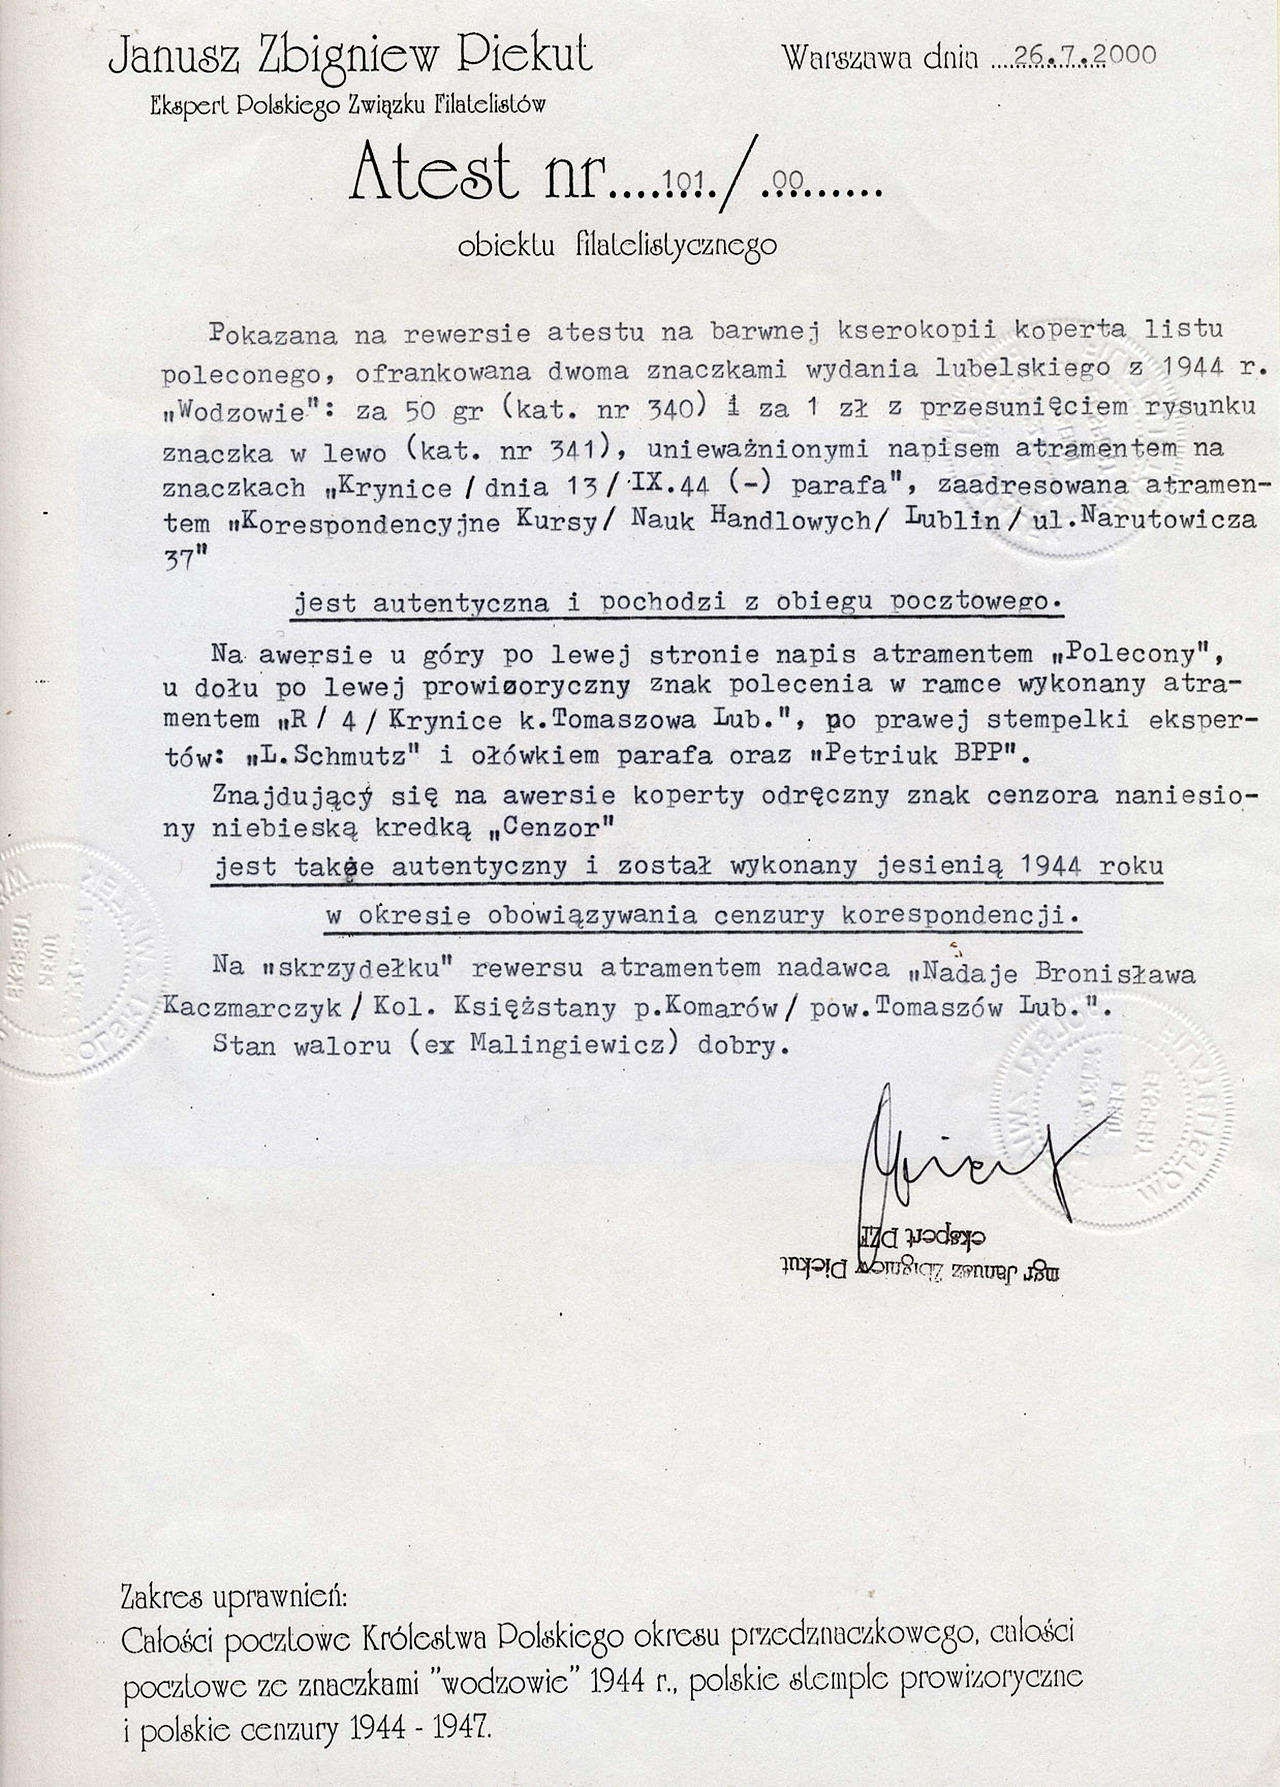 Janusz Zbigniew Piekut
Warszawa dnia ....26.7.2000
Ekspert Polskiego Związku Filatelistów
Atest nr....101./.00.......
obiektu filatelistycznego
Pokazana na rewersie atestu na barwnej kserokopii koperta listu
poleconego, ofrankowana dwoma znaczkami wydania lubelskiego z 1944 r.
„Wodzowie": za 50 gr (kat. nr 340) i za 1 zł z przesunięciem rysunku
znaczka w lewo (kat. nr 341), unieważnionymi napisem atramentem na
znaczkach „Krynice / dnia 13/ IX.44 (-) parafa", zaadresowana atramen-
tem „Korespondencyjne Kursy/ Nauk Handlowych/ Lublin/ ul.Narutowicza
37"
jest autentyczna i pochodzi z obiegu pocztowego.
Na awersie u góry po lewej stronie napis atramentem „Polecony",
u dołu po lewej prowizoryczny znak polecenia w ramce wykonany atra-
mentem „R / 4 / Krynice k.Tomaszowa Lub.", po prawej stempelki eksper-
tów: „L.Schmutz" i ołówkiem parafa oraz „Petriuk BPP".
Znajdujący się na awersie koperty odręczny znak cenzora naniesio-
ny niebieską kredką „Cenzor"
jest także autentyczny i został wykonany jesienią 1944 roku
w okresie obowiązywania cenzury korespondencji.
Na „skrzydełku" rewersu atramentem nadawca „Nadaje Bronisława
Kaczmarczyk/ Kol. Księżstany p.Komarów/ pow.Tomaszów Lub.".
Stan waloru (ex Malingiewicz) dobry.
mgr Janusz Zbigniew Piekut
ekspert PZF
Zakres uprawnień:
Całości pocztowe Królestwa Polskiego okresu przedznaczkowego, całości
pocztowe ze znaczkami "wodzowie" 1944 r., polskie stemple prowizoryczne
i polskie cenzury 1944 - 1947.